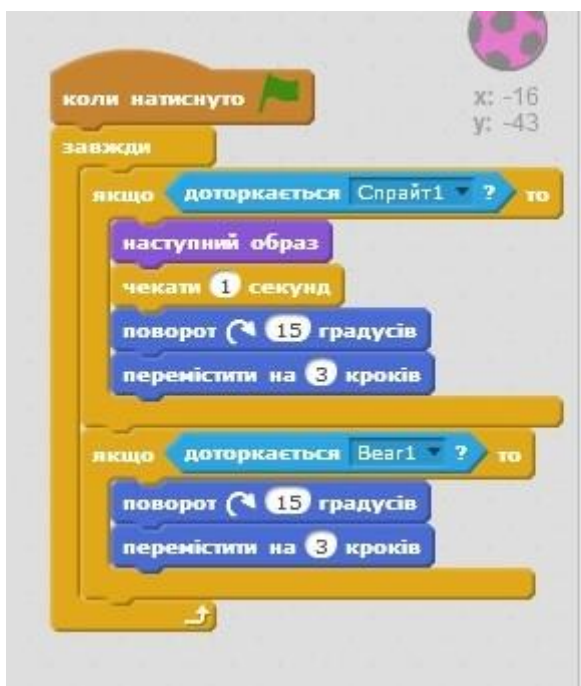 коли натиснуто
x: -16
y: -43
завжди
якщо доторкається Спрайт1 ? то
наступний образ
чекати 1 секунд
поворот 15 градусів
перемістити на 3 кроків
якщо доторкається Bear1 ? то
поворот 15 градусів
перемістити на 3 кроків